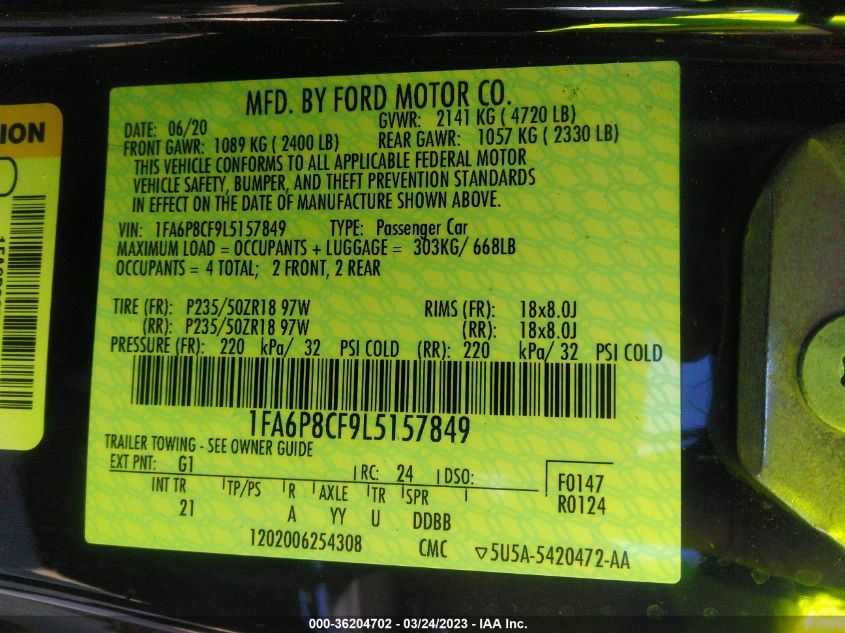 MFD. BY FORD MOTOR CO.
DATE: 06/20 GVWR: 2141 KG ( 4720 LB)
FRONT GAWR: 1089 KG ( 2400 LB) REAR GAWR: 1057 KG ( 2330 LB)
THIS VEHICLE CONFORMS TO ALL APPLICABLE FEDERAL MOTOR
VEHICLE SAFETY, BUMPER, AND THEFT PREVENTION STANDARDS
IN EFFECT ON THE DATE OF MANUFACTURE SHOWN ABOVE.
VIN: 1FA6P8CF9L5157849 TYPE: Passenger Car
MAXIMUM LOAD = OCCUPANTS + LUGGAGE = 303KG/ 668LB
OCCUPANTS = 4 TOTAL; 2 FRONT, 2 REAR
TIRE (FR): P235/50ZR18 97W RIMS (FR): 18x8.0J
(RR): P235/50ZR18 97W (RR): 18x8.0J
PRESSURE (FR): 220 kPa/ 32 PSI COLD (RR): 220 kPa/ 32 PSI COLD
1FA6P8CF9L5157849
TRAILER TOWING - SEE OWNER GUIDE
EXT PNT: G1 RC: 24 DSO: F0147
INT TR TP/PS R AXLE TR SPR R0124
21 A YY U DDBB
1202006254308 CMC ▽5U5A-5420472-AA
ION
000-36204702 - 03/24/2023 - IAA Inc.